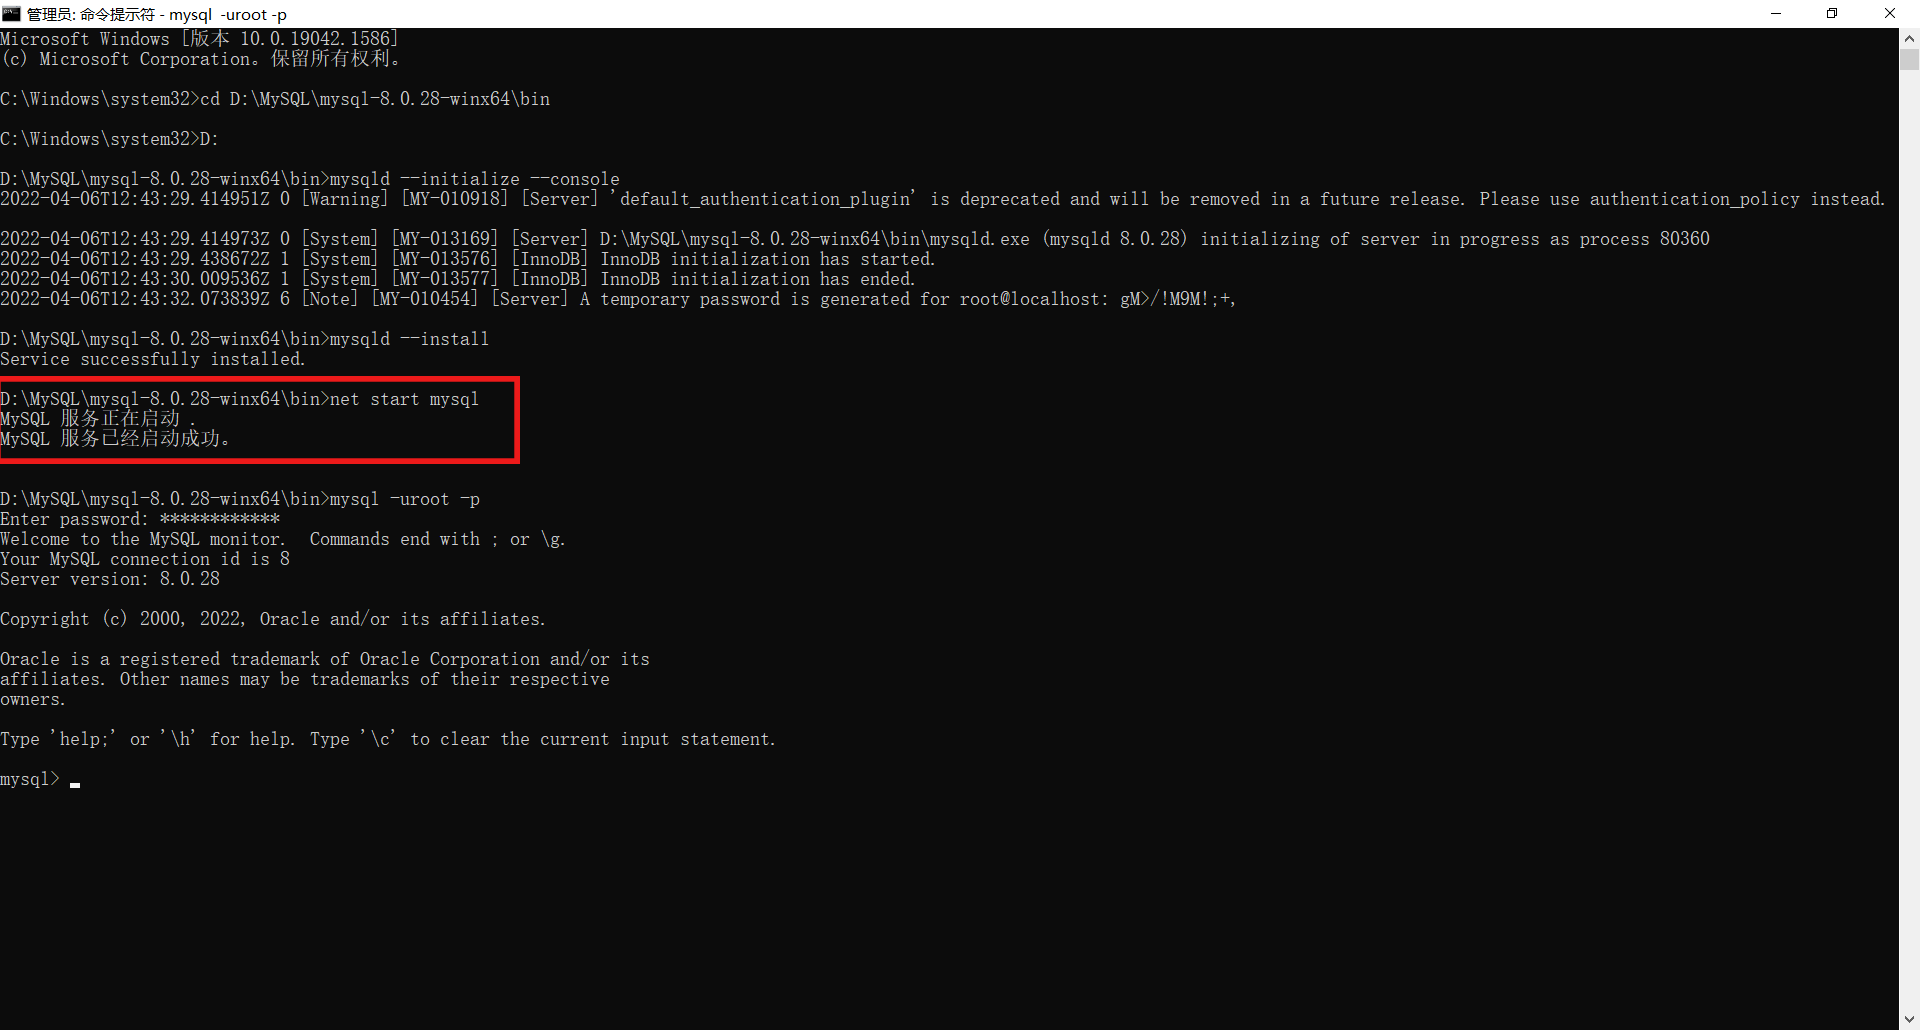 管理员: 命令提示符 - mysql  -uroot -p
Microsoft Windows [版本 10.0.19042.1586]
(c) Microsoft Corporation。保留所有权利。
C:\Windows\system32>cd D:\MySQL\mysql-8.0.28-winx64\bin
C:\Windows\system32>D:
D:\MySQL\mysql-8.0.28-winx64\bin>mysqld --initialize --console
2022-04-06T12:43:29.414951Z 0 [Warning] [MY-010918] [Server] 'default_authentication_plugin' is deprecated and will be removed in a future release. Please use authentication_policy instead.
2022-04-06T12:43:29.414973Z 0 [System] [MY-013169] [Server] D:\MySQL\mysql-8.0.28-winx64\bin\mysqld.exe (mysqld 8.0.28) initializing of server in progress as process 80360
2022-04-06T12:43:29.438672Z 1 [System] [MY-013576] [InnoDB] InnoDB initialization has started.
2022-04-06T12:43:30.009536Z 1 [System] [MY-013577] [InnoDB] InnoDB initialization has ended.
2022-04-06T12:43:32.073839Z 6 [Note] [MY-010454] [Server] A temporary password is generated for root@localhost: gM>/!M9M!;+,
D:\MySQL\mysql-8.0.28-winx64\bin>mysqld --install
Service successfully installed.
D:\MySQL\mysql-8.0.28-winx64\bin>net start mysql
MySQL 服务正在启动 .
MySQL 服务已经启动成功。
D:\MySQL\mysql-8.0.28-winx64\bin>mysql -uroot -p
Enter password: ************
Welcome to the MySQL monitor.  Commands end with ; or \g.
Your MySQL connection id is 8
Server version: 8.0.28
Copyright (c) 2000, 2022, Oracle and/or its affiliates.
Oracle is a registered trademark of Oracle Corporation and/or its
affiliates. Other names may be trademarks of their respective
owners.
Type 'help;' or '\h' for help. Type '\c' to clear the current input statement.
mysql>